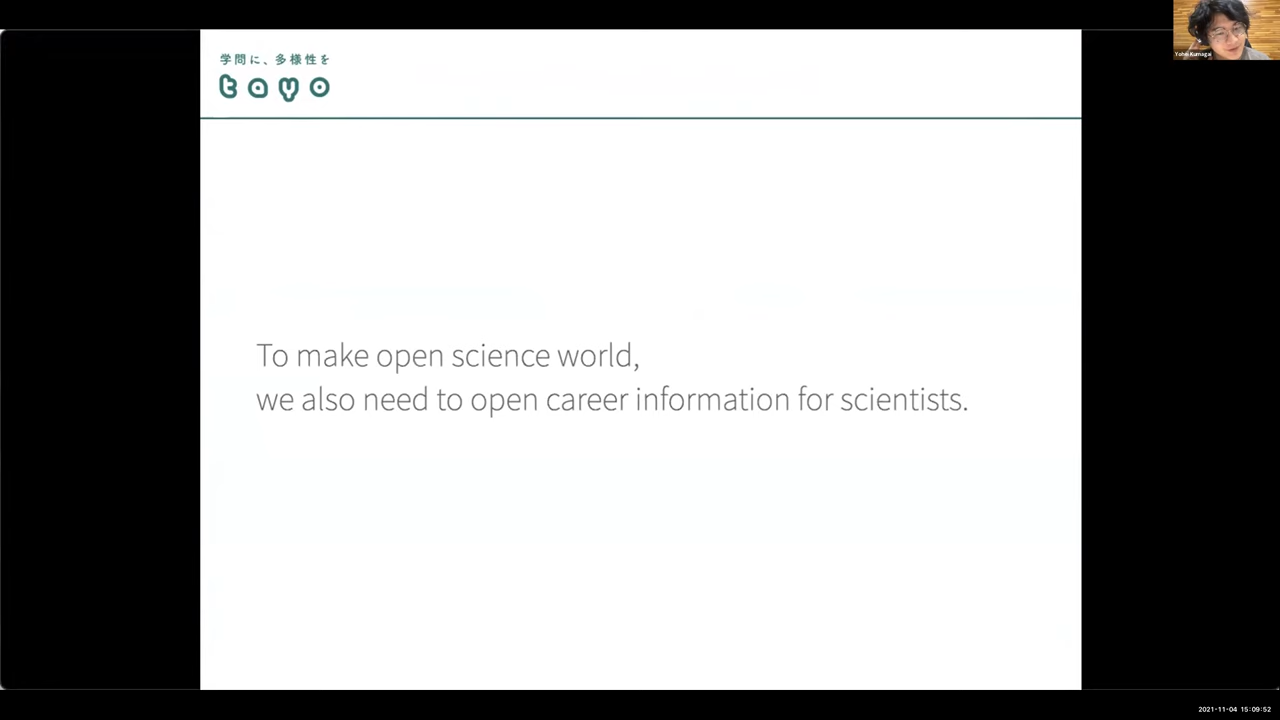 学問に、多様性を
tayo
Yohei Kumagai
To make open science world,
we also need to open career information for scientists.
2021-11-04 15:09:52